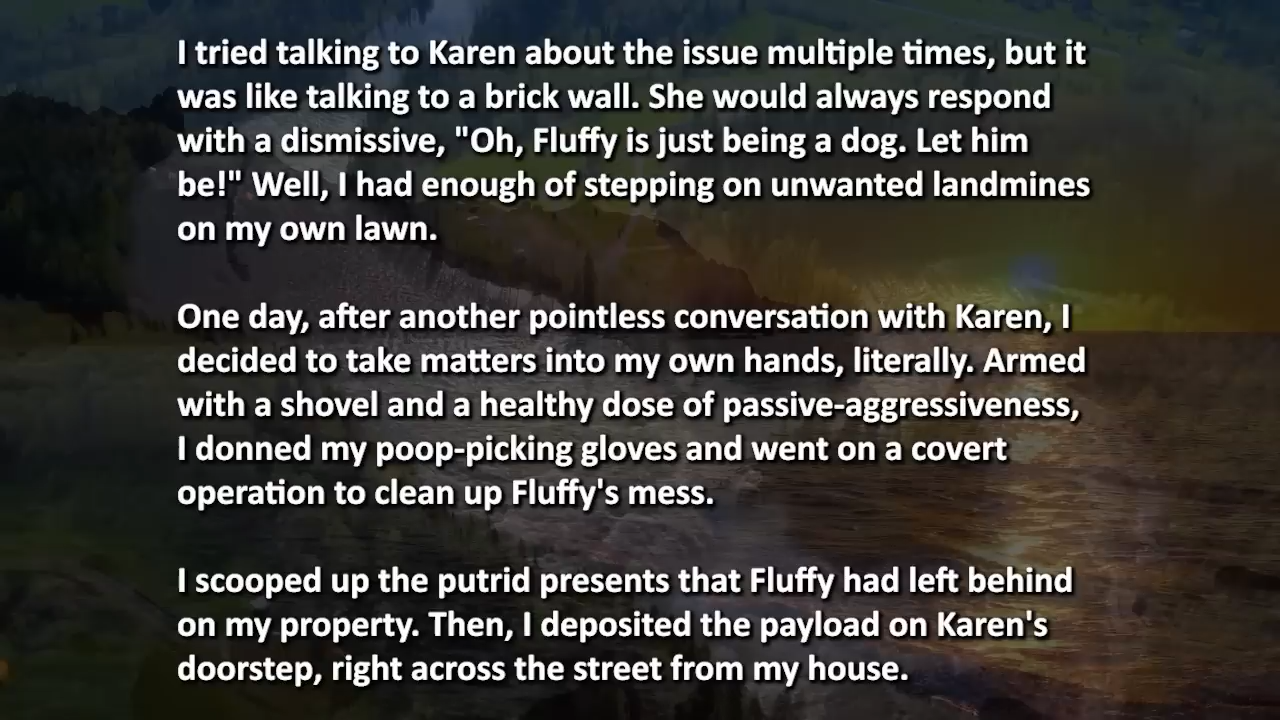 I tried talking to Karen about the issue multiple times, but it
was like talking to a brick wall. She would always respond
with a dismissive, "Oh, Fluffy is just being a dog. Let him
be!" Well, I had enough of stepping on unwanted landmines
on my own lawn.
One day, after another pointless conversation with Karen, I
decided to take matters into my own hands, literally. Armed
with a shovel and a healthy dose of passive-aggressiveness,
I donned my poop-picking gloves and went on a covert
operation to clean up Fluffy's mess.
I scooped up the putrid presents that Fluffy had left behind
on my property. Then, I deposited the payload on Karen's
doorstep, right across the street from my house.